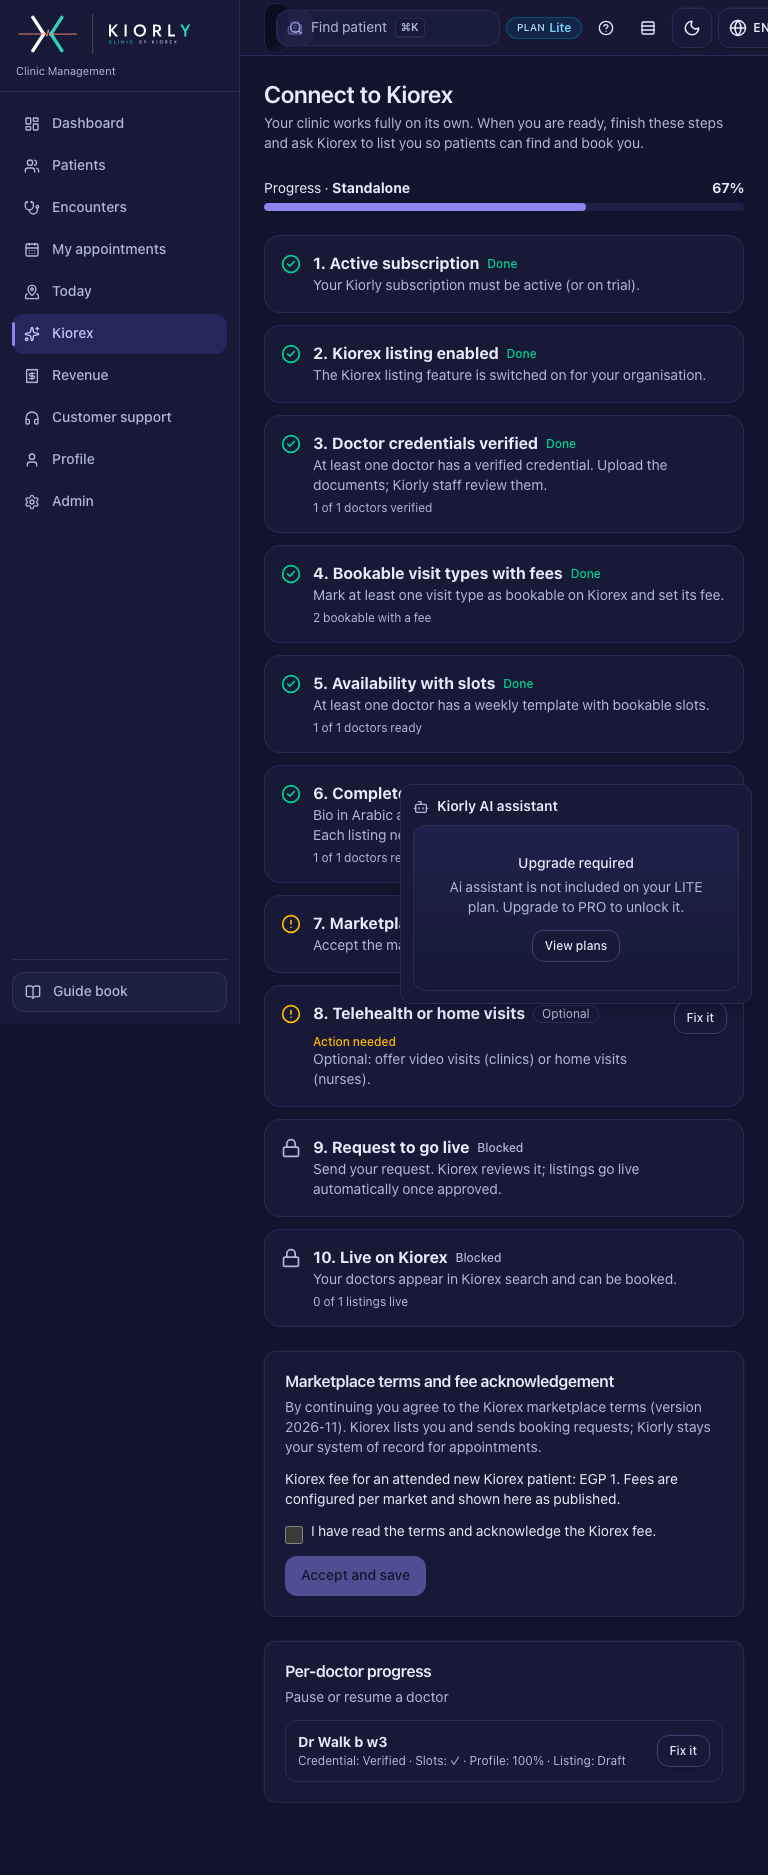 KIORLY
CLINIC BY KIOREX
Clinic Management
Dashboard
Patients
Encounters
My appointments
Today
Kiorex
Revenue
Customer support
Profile
Admin
Guide book
Find patient ⌘K
PLAN Lite
EN
Connect to Kiorex
Your clinic works fully on its own. When you are ready, finish these steps
and ask Kiorex to list you so patients can find and book you.
Progress · Standalone 67%
1. Active subscription Done
Your Kiorly subscription must be active (or on trial).
2. Kiorex listing enabled Done
The Kiorex listing feature is switched on for your organisation.
3. Doctor credentials verified Done
At least one doctor has a verified credential. Upload the
documents; Kiorly staff review them.
1 of 1 doctors verified
4. Bookable visit types with fees Done
Mark at least one visit type as bookable on Kiorex and set its fee.
2 bookable with a fee
5. Availability with slots Done
At least one doctor has a weekly template with bookable slots.
1 of 1 doctors ready
6. Complete
Bio in Arabic
Each listing
1 of 1 doctors
7.
Accept the
Kiorly AI assistant
Upgrade required
Ai assistant is not included on your LITE
plan. Upgrade to PRO to unlock it.
View plans
8. Telehealth or home visits Optional
Fix it
Action needed
Optional: offer video visits (clinics) or home visits
(nurses).
9. Request to go live Blocked
Send your request. Kiorex reviews it; listings go live
automatically once approved.
10. Live on Kiorex Blocked
Your doctors appear in Kiorex search and can be booked.
0 of 1 listings live
Marketplace terms and fee acknowledgement
By continuing you agree to the Kiorex marketplace terms (version
2026-11). Kiorex lists you and sends booking requests; Kiorly stays
your system of record for appointments.
Kiorex fee for an attended new Kiorex patient: EGP 1. Fees are
configured per market and shown here as published.
I have read the terms and acknowledge the Kiorex fee.
Accept and save
Per-doctor progress
Pause or resume a doctor
Dr Walk b w3
Credential: Verified · Slots: ✓ · Profile: 100% · Listing: Draft
Fix it